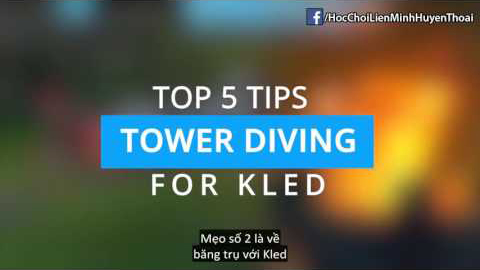 /HocChoiLienMinhHuyenThoai
TOP 5 TIPS
TOWER DIVING
FOR KLED
Mẹo số 2 là về
băng trụ với Kled